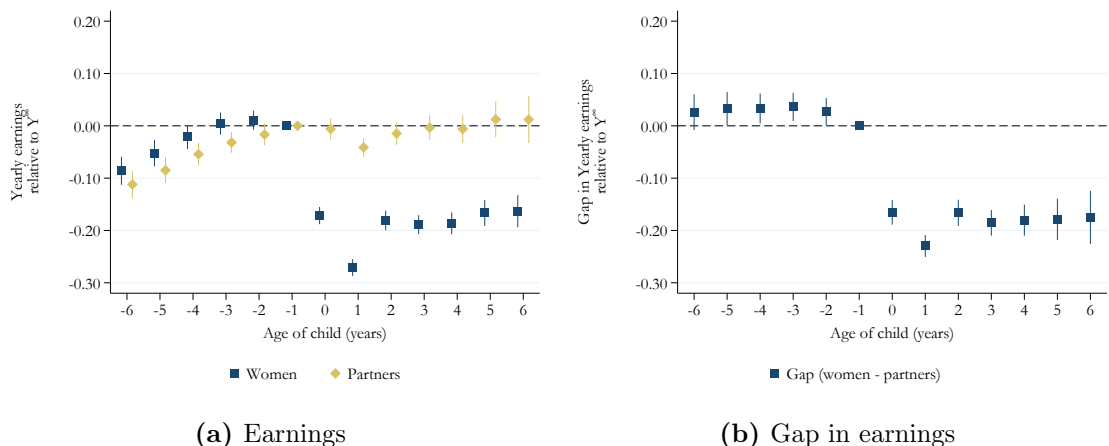 0.20
0.10
0.00
-0.10
-0.20
-0.30
Yearly earnings
relative to Y∞
-6 -5 -4 -3 -2 -1 0 1 2 3 4 5 6
Age of child (years)
Women Partners
(a) Earnings
0.20
0.10
0.00
-0.10
-0.20
-0.30
Gap in Yearly earnings
relative to Y∞
-6 -5 -4 -3 -2 -1 0 1 2 3 4 5 6
Age of child (years)
Gap (women - partners)
(b) Gap in earnings